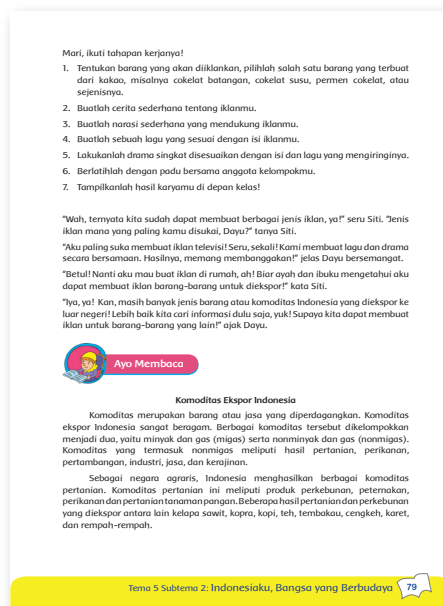 Mari, ikuti tahapan kerjanya!
1. Tentukan barang yang akan diiklankan, pilihlah salah satu barang yang terbuat
dari kakao, misalnya cokelat batangan, cokelat susu, permen cokelat, atau
sejenisnya.
2. Buatlah cerita sederhana tentang iklanmu.
3. Buatlah narasi sederhana yang mendukung iklanmu.
4. Buatlah sebuah lagu yang sesuai dengan isi iklanmu.
5. Lakukanlah drama singkat disesuaikan dengan isi dan lagu yang mengiringinya.
6. Berlatihlah dengan padu bersama anggota kelompokmu.
7. Tampilkanlah hasil karyamu di depan kelas!
“Wah, ternyata kita sudah dapat membuat berbagai jenis iklan, ya!” seru Siti. “Jenis
iklan mana yang paling kamu disukai, Dayu?” tanya Siti.
“Aku paling suka membuat iklan televisi! Seru, sekali! Kami membuat lagu dan drama
secara bersamaan. Hasilnya, memang membanggakan!” jelas Dayu bersemangat.
“Betul! Nanti aku mau buat iklan di rumah, ah! Biar ayah dan ibuku mengetahui aku
dapat membuat iklan barang-barang untuk diekspor!” kata Siti.
“Iya, ya! Kan, masih banyak jenis barang atau komoditas Indonesia yang diekspor ke
luar negeri! Lebih baik kita cari informasi dulu saja, yuk! Supaya kita dapat membuat
iklan untuk barang-barang yang lain!” ajak Dayu.
Ayo Membaca
Komoditas Ekspor Indonesia
Komoditas merupakan barang atau jasa yang diperdagangkan. Komoditas
ekspor Indonesia sangat beragam. Berbagai komoditas tersebut dikelompokkan
menjadi dua, yaitu minyak dan gas (migas) serta nonminyak dan gas (nonmigas).
Komoditas yang termasuk nonmigas meliputi hasil pertanian, perikanan,
pertambangan, industri, jasa, dan kerajinan.
Sebagai negara agraris, Indonesia menghasilkan berbagai komoditas
pertanian. Komoditas pertanian ini meliputi produk perkebunan, peternakan,
perikanan dan pertanian tanaman pangan. Beberapa hasil pertanian dan perkebunan
yang diekspor antara lain kelapa sawit, kopra, kopi, teh, tembakau, cengkeh, karet,
dan rempah-rempah.
Tema 5 Subtema 2: Indonesiaku, Bangsa yang Berbudaya 79